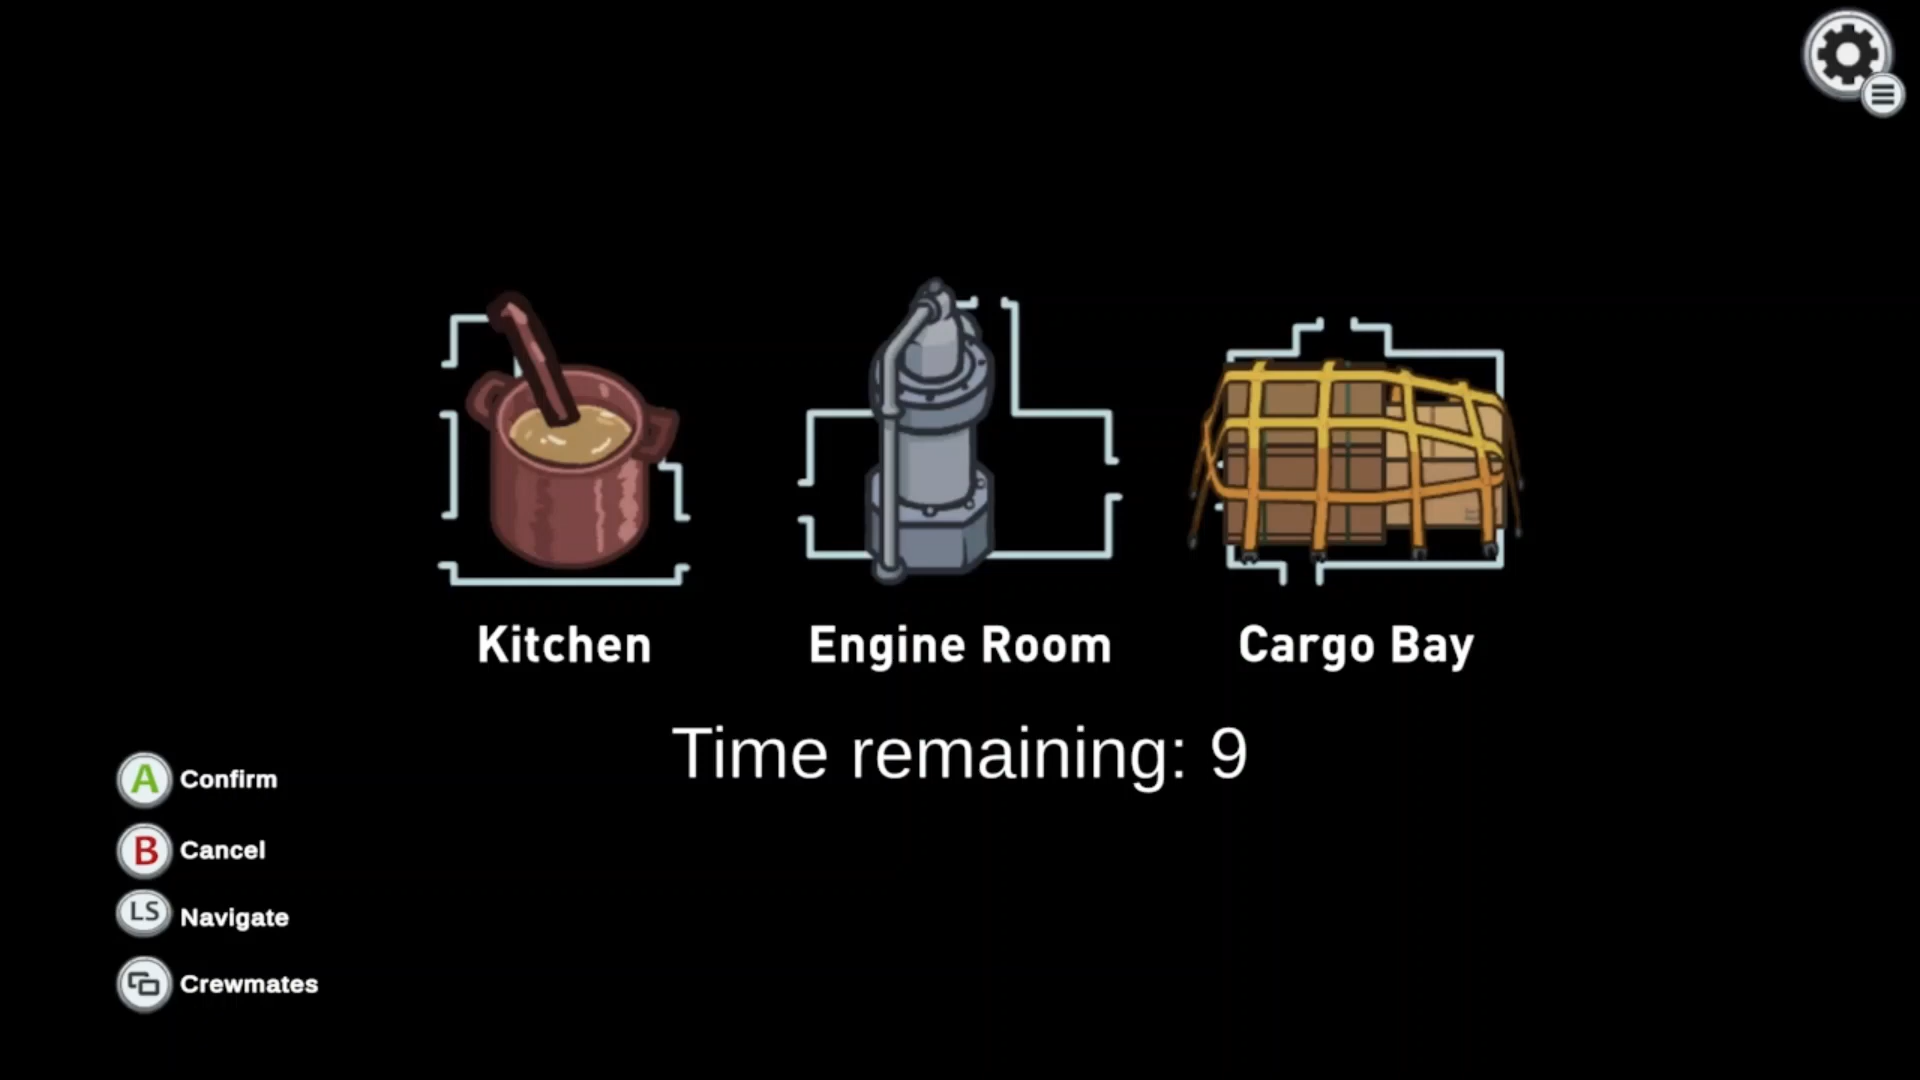 Kitchen
Engine Room
Cargo Bay
Time remaining: 9
A Confirm
B Cancel
LS Navigate
Crewmates